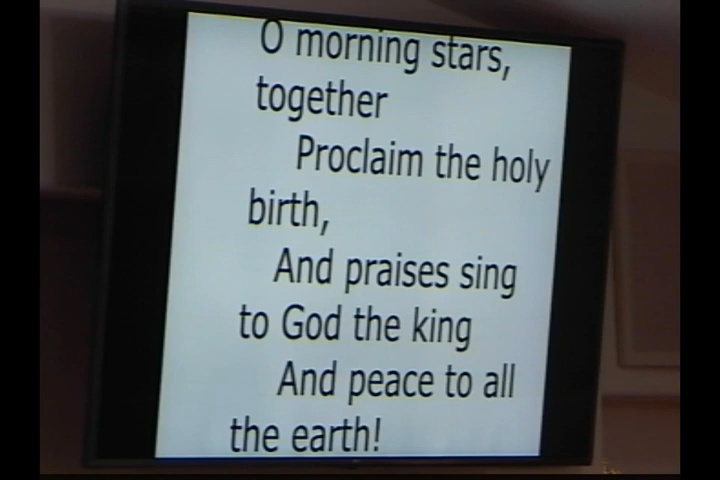 O morning stars,
together
Proclaim the holy
birth,
And praises sing
to God the king
And peace to all
the earth!